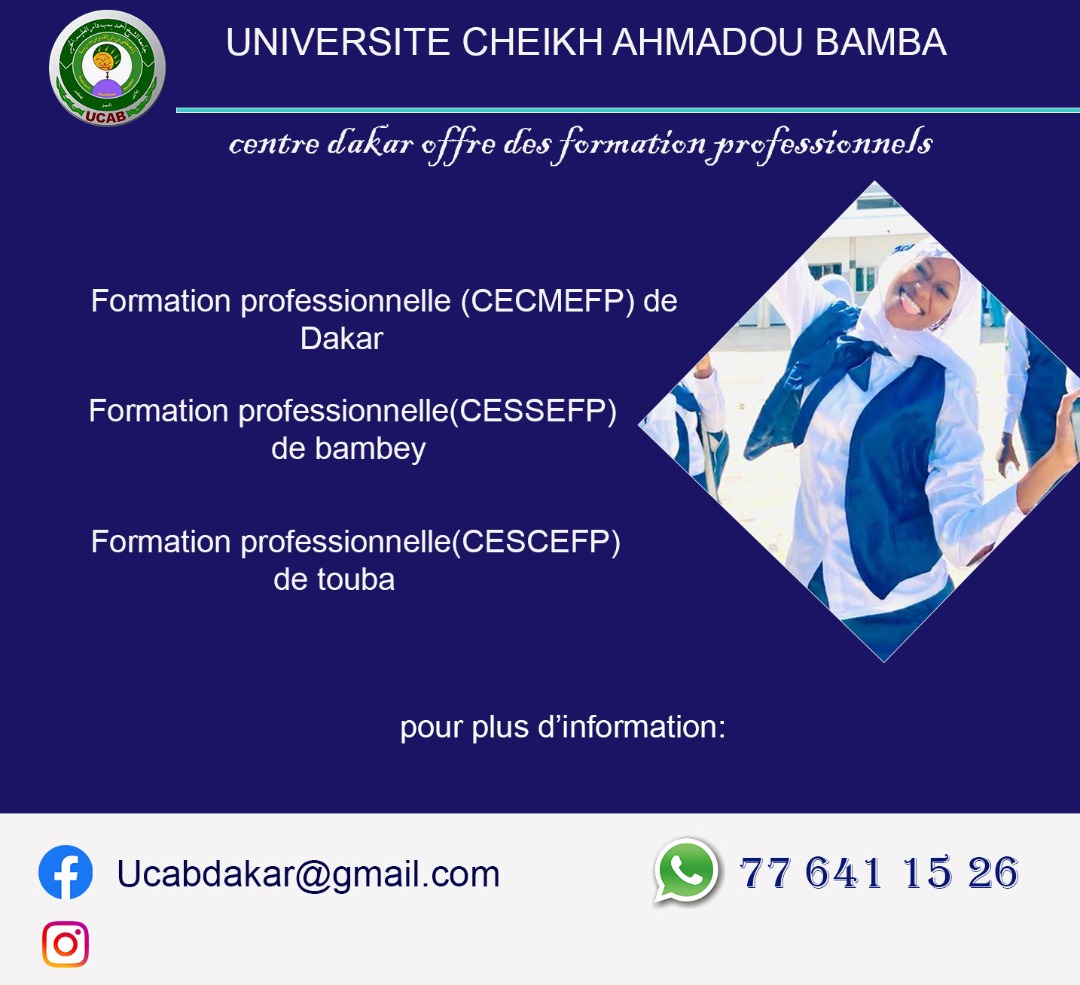 UNIVERSITE CHEIKH AHMADOU BAMBA
UCAB
centre dakar offre des formation professionnels
Formation professionnelle (CECMEFP) de
Dakar
Formation professionnelle(CESSEFP)
de bambey
Formation professionnelle(CESCEFP)
de touba
pour plus d’information:
Ucabdakar@gmail.com
77 641 15 26